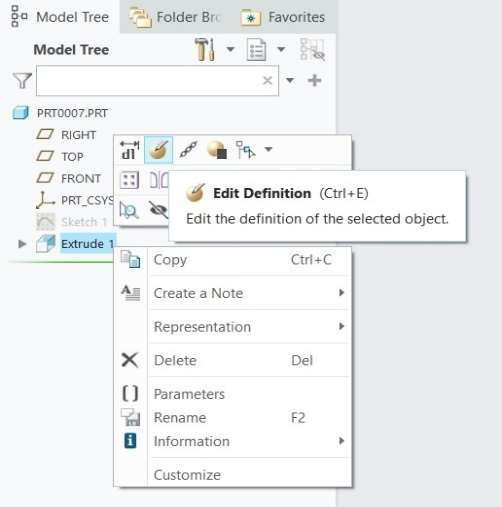 Model Tree Folder Bro Favorites
Model Tree
PRT0007.PRT
RIGHT
TOP
FRONT
PRT_CSYS
Sketch 1
Extrude 1
d1
Edit Definition (Ctrl+E)
Edit the definition of the selected object.
Copy Ctrl+C
Create a Note
Representation
Delete Del
Parameters
Rename F2
Information
Customize